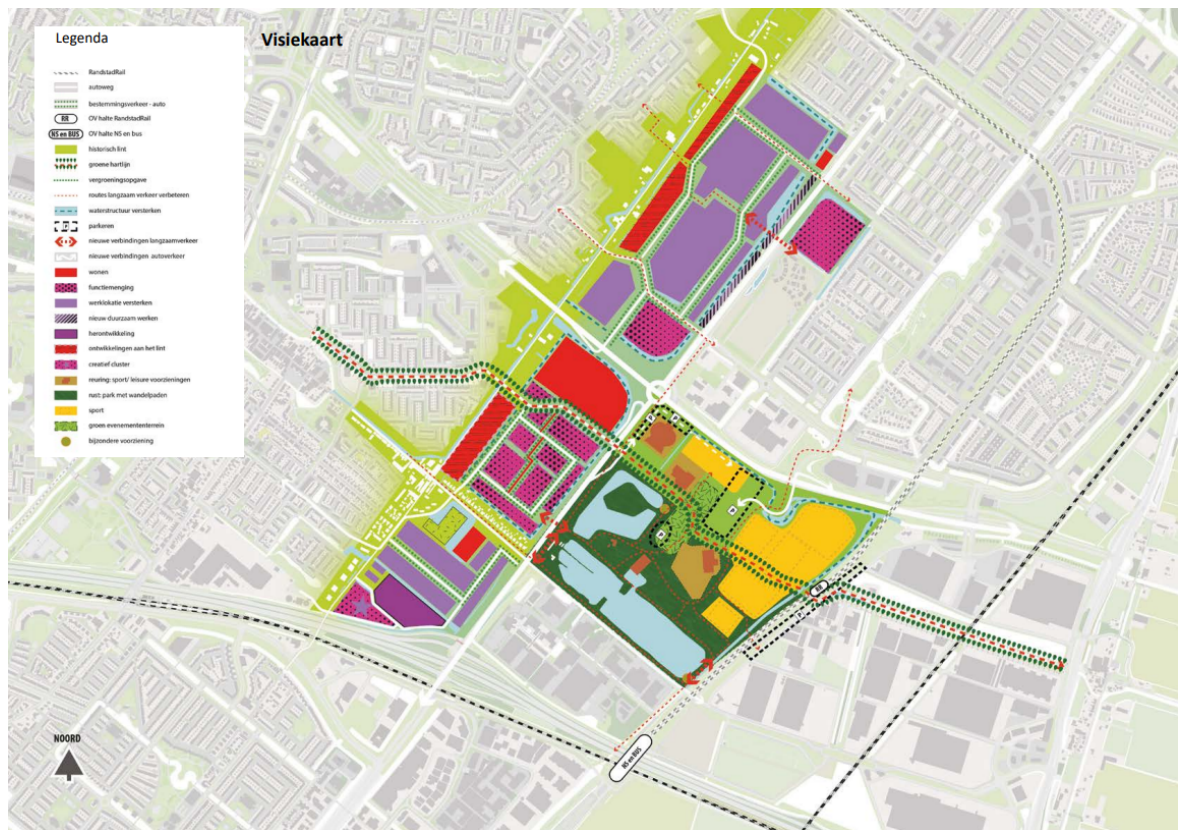 Legenda
Visiekaart
RandstadRail
autoweg
bestemmingsverkeer - auto
RR OV halte RandstadRail
NS en BUS OV halte NS en bus
historisch lint
groene hartlijn
vergroeningsopgave
routes langzaam verkeer verbeteren
waterstructuur versterken
P parkeren
nieuwe verbindingen langzaamverkeer
nieuwe verbindingen autoverkeer
wonen
functiemenging
werklokatie versterken
nieuw duurzaam werken
herontwikkeling
ontwikkelingen aan het lint
creatief cluster
reuring: sport/ leisure voorzieningen
rust: park met wandelpaden
sport
groen evenemententerrein
bijzondere voorziening
P
P
RR
P
NOORD
NS en BUS